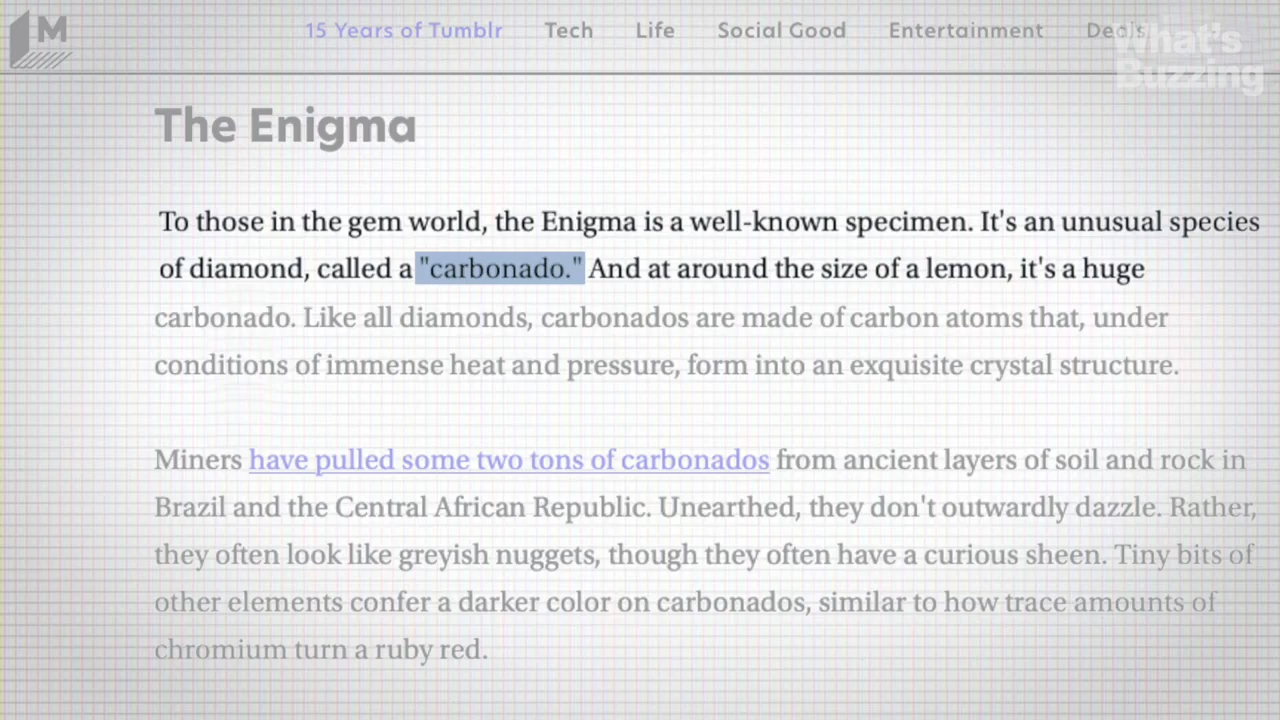 M
15 Years of Tumblr Tech Life Social Good Entertainment Deals
What's
Buzzing
The Enigma
To those in the gem world, the Enigma is a well-known specimen. It's an unusual species
of diamond, called a "carbonado." And at around the size of a lemon, it's a huge
carbonado. Like all diamonds, carbonados are made of carbon atoms that, under
conditions of immense heat and pressure, form into an exquisite crystal structure.
Miners have pulled some two tons of carbonados from ancient layers of soil and rock in
Brazil and the Central African Republic. Unearthed, they don't outwardly dazzle. Rather,
they often look like greyish nuggets, though they often have a curious sheen. Tiny bits of
other elements confer a darker color on carbonados, similar to how trace amounts of
chromium turn a ruby red.